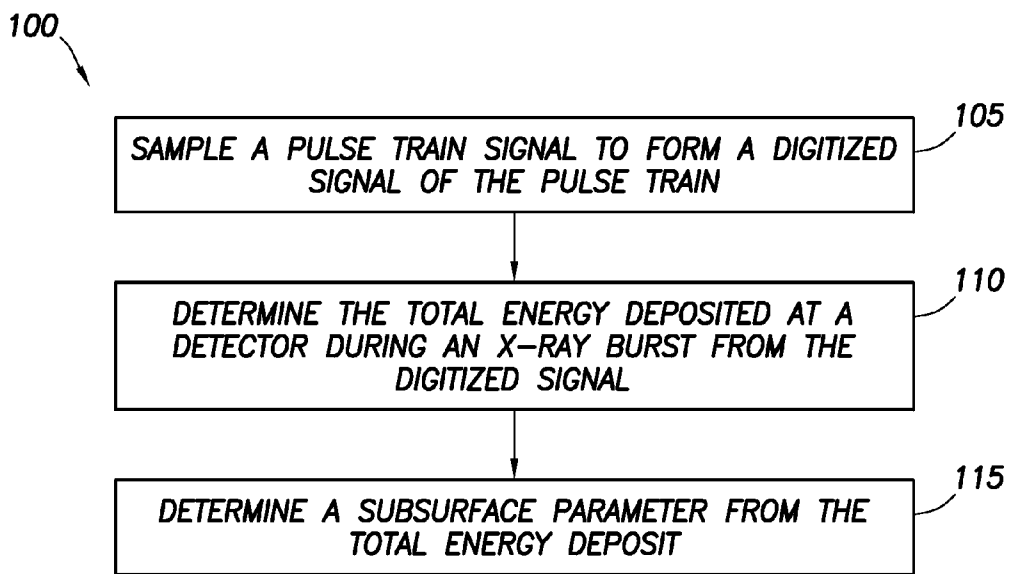 100
105
SAMPLE A PULSE TRAIN SIGNAL TO FORM A DIGITIZED
SIGNAL OF THE PULSE TRAIN
110
DETERMINE THE TOTAL ENERGY DEPOSITED AT A
DETECTOR DURING AN X-RAY BURST FROM THE
DIGITIZED SIGNAL
115
DETERMINE A SUBSURFACE PARAMETER FROM THE
TOTAL ENERGY DEPOSIT